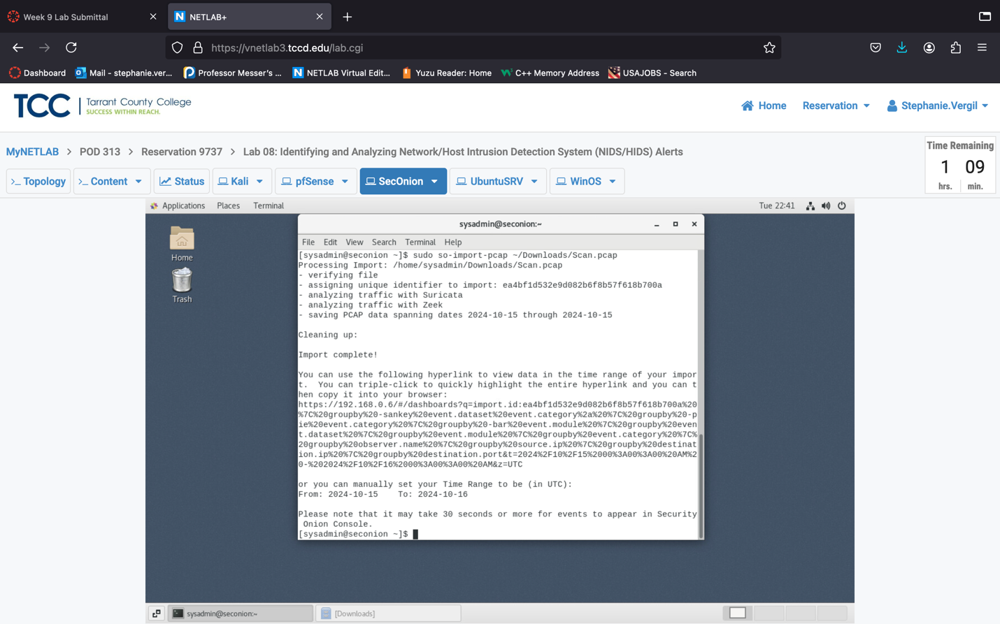 Week 9 Lab Submittal
NETLAB+
https://vnetlab3.tccd.edu/lab.cgi
Dashboard
Mail - stephanie.ver...
Professor Messer's ...
NETLAB Virtual Edit...
Yuzu Reader: Home
C++ Memory Address
USAJOBS - Search
TCC
Tarrant County College
SUCCESS WITHIN REACH.
Home
Reservation
Stephanie.Vergil
MyNETLAB > POD 313 > Reservation 9737 > Lab 08: Identifying and Analyzing Network/Host Intrusion Detection System (NIDS/HIDS) Alerts
Time Remaining
1 09
hrs. min.
>_ Topology
>_ Content
Status
Kali
pfSense
SecOnion
UbuntuSRV
WinOS
Applications Places Terminal
Tue 22:41
Home
Trash
sysadmin@seconion:~
File Edit View Search Terminal Help
[sysadmin@seconion ~]$ sudo so-import-pcap ~/Downloads/Scan.pcap
Processing Import: /home/sysadmin/Downloads/Scan.pcap
- verifying file
- assigning unique identifier to import: ea4bf1d532e9d082b6f8b57f618b700a
- analyzing traffic with Suricata
- analyzing traffic with Zeek
- saving PCAP data spanning dates 2024-10-15 through 2024-10-15
Cleaning up:
Import complete!
You can use the following hyperlink to view data in the time range of your impor
t.  You can triple-click to quickly highlight the entire hyperlink and you can t
hen copy it into your browser:
https://192.168.0.6/#/dashboards?q=import.id:ea4bf1d532e9d082b6f8b57f618b700a%20
%7C%20groupby%20-sankey%20event.dataset%20event.category%2a%20%7C%20groupby%20-p
ie%20event.category%20%7C%20groupby%20-bar%20event.module%20%7C%20groupby%20even
t.dataset%20%7C%20groupby%20event.module%20%7C%20groupby%20event.category%20%7C%
20groupby%20observer.name%20%7C%20groupby%20source.ip%20%7C%20groupby%20destinat
ion.ip%20%7C%20groupby%20destination.port&t=2024%2F10%2F15%2000%3A00%3A00%20AM%2
0-%202024%2F10%2F16%2000%3A00%3A00%20AM&z=UTC
or you can manually set your Time Range to be (in UTC):
From: 2024-10-15    To: 2024-10-16
Please note that it may take 30 seconds or more for events to appear in Security
 Onion Console.
[sysadmin@seconion ~]$
sysadmin@seconion:~
[Downloads]